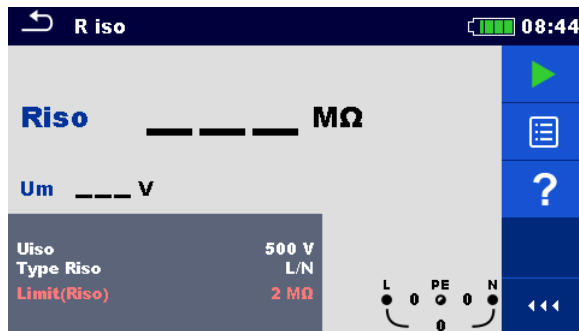 R iso 08:44
Riso _ _ _ MΩ
Um _ _ _ V
?
Uiso 500 V
Type Riso L/N
Limit(Riso) 2 MΩ
L PE N
0 0
0